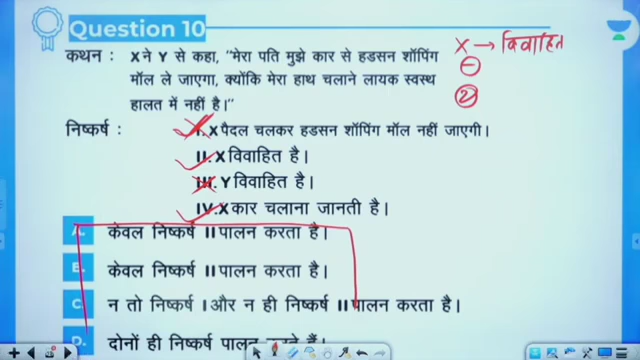 Question 10
कथन : X ने Y से कहा, "मेरा पति मुझे कार से हडसन शॉपिंग
मॉल ले जाएगा, क्योंकि मेरा हाथ चलाने लायक स्वस्थ
हालत में नहीं है।"
X → विवाहित
2
निष्कर्ष : I. X पैदल चलकर हडसन शॉपिंग मॉल नहीं जाएगी।
II. X विवाहित है।
III. Y विवाहित है।
IV. X कार चलाना जानती है।
A. केवल निष्कर्ष II पालन करता है।
B. केवल निष्कर्ष II पालन करता है।
C. न तो निष्कर्ष I और न ही निष्कर्ष II पालन करता है।
D. दोनों ही निष्कर्ष